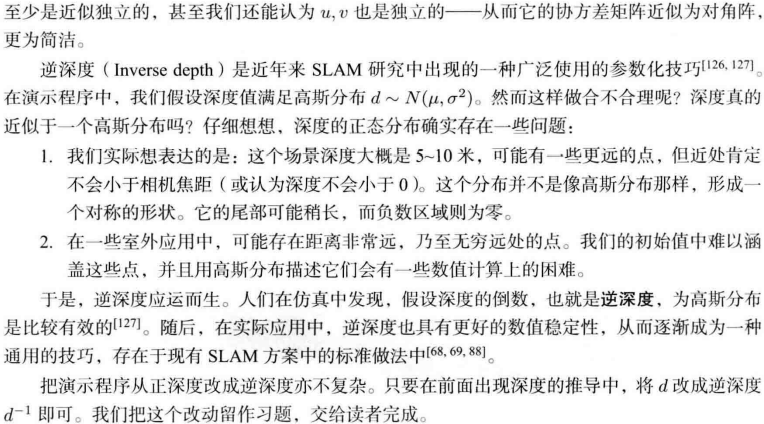 至少是近似独立的，甚至我们还能认为 u, v 也是独立的——从而它的协方差矩阵近似为对角阵，
更为简洁。
逆深度（Inverse depth）是近年来 SLAM 研究中出现的一种广泛使用的参数化技巧[126, 127]。
在演示程序中，我们假设深度值满足高斯分布 d ∼ N(μ, σ²)。然而这样做合不合理呢？深度真的
近似于一个高斯分布吗？仔细想想，深度的正态分布确实存在一些问题：
1. 我们实际想表达的是：这个场景深度大概是 5~10 米，可能有一些更远的点，但近处肯定
不会小于相机焦距（或认为深度不会小于 0）。这个分布并不是像高斯分布那样，形成一
个对称的形状。它的尾部可能稍长，而负数区域则为零。
2. 在一些室外应用中，可能存在距离非常远，乃至无穷远处的点。我们的初始值中难以涵
盖这些点，并且用高斯分布描述它们会有一些数值计算上的困难。
于是，逆深度应运而生。人们在仿真中发现，假设深度的倒数，也就是逆深度，为高斯分布
是比较有效的[127]。随后，在实际应用中，逆深度也具有更好的数值稳定性，从而逐渐成为一种
通用的技巧，存在于现有 SLAM 方案中的标准做法中[68, 69, 88]。
把演示程序从正深度改成逆深度亦不复杂。只要在前面出现深度的推导中，将 d 改成逆深度
d⁻¹ 即可。我们把这个改动留作习题，交给读者完成。